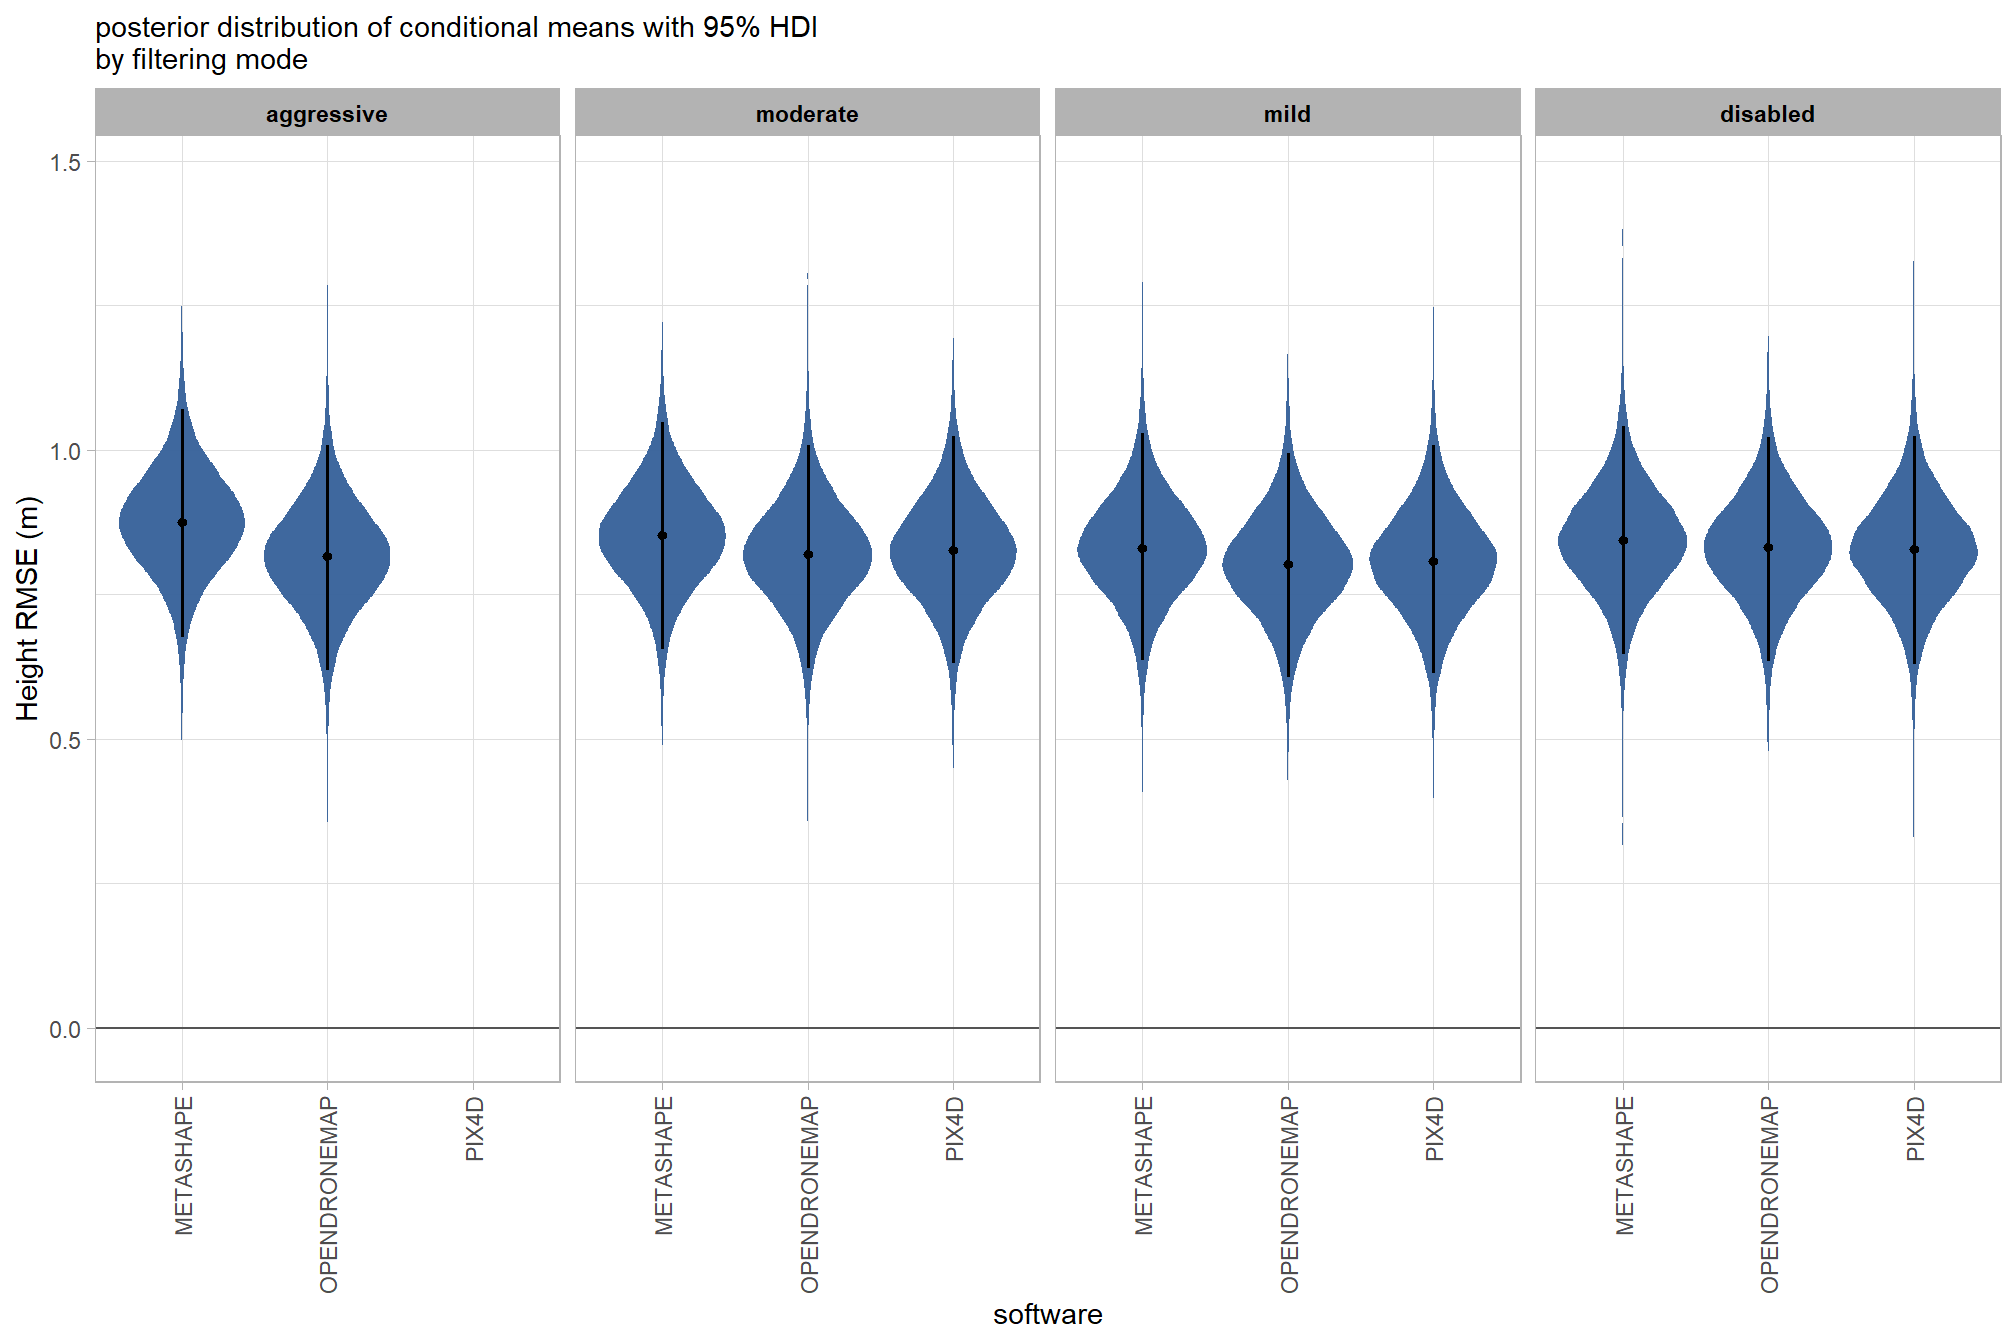 posterior distribution of conditional means with 95% HDI
by filtering mode
aggressive
moderate
mild
disabled
Height RMSE (m)
1.5
1.0
0.5
0.0
METASHAPE
OPENDRONEMAP
PIX4D
METASHAPE
OPENDRONEMAP
PIX4D
METASHAPE
OPENDRONEMAP
PIX4D
METASHAPE
OPENDRONEMAP
PIX4D
software